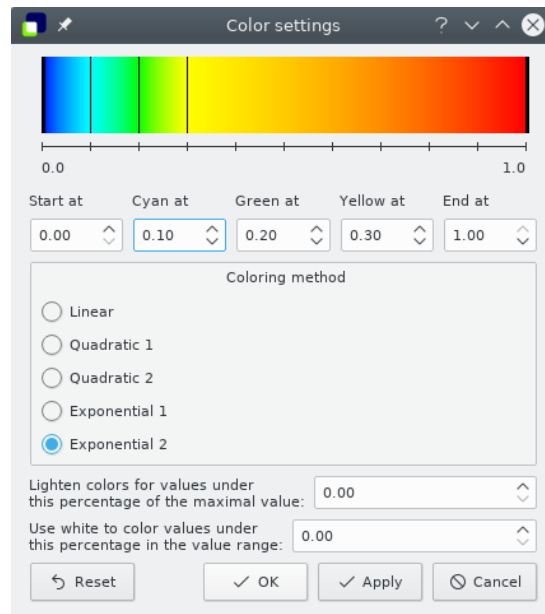 Color settings
?
0.0 1.0
Start at Cyan at Green at Yellow at End at
0.00 0.10 0.20 0.30 1.00
Coloring method
Linear
Quadratic 1
Quadratic 2
Exponential 1
Exponential 2
Lighten colors for values under
this percentage of the maximal value: 0.00
Use white to color values under
this percentage in the value range: 0.00
Reset OK Apply Cancel